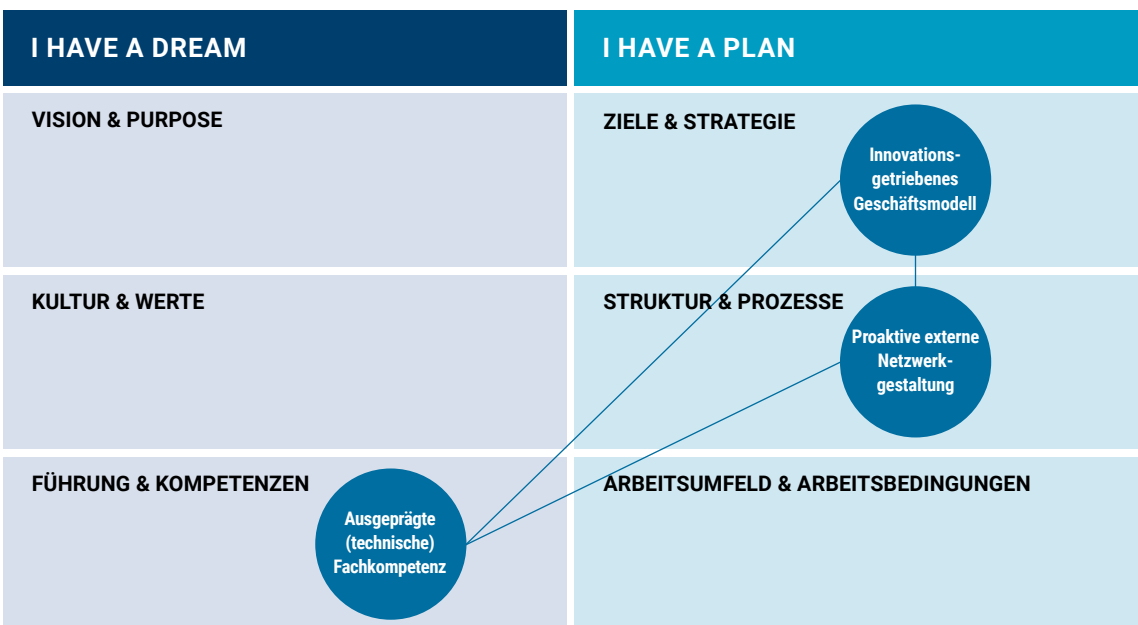 I HAVE A DREAM
I HAVE A PLAN
VISION & PURPOSE
ZIELE & STRATEGIE
Innovations-
getriebenes
Geschäftsmodell
KULTUR & WERTE
STRUKTUR & PROZESSE
Proaktive externe
Netzwerk-
gestaltung
FÜHRUNG & KOMPETENZEN
Ausgeprägte
(technische)
Fachkompetenz
ARBEITSUMFELD & ARBEITSBEDINGUNGEN